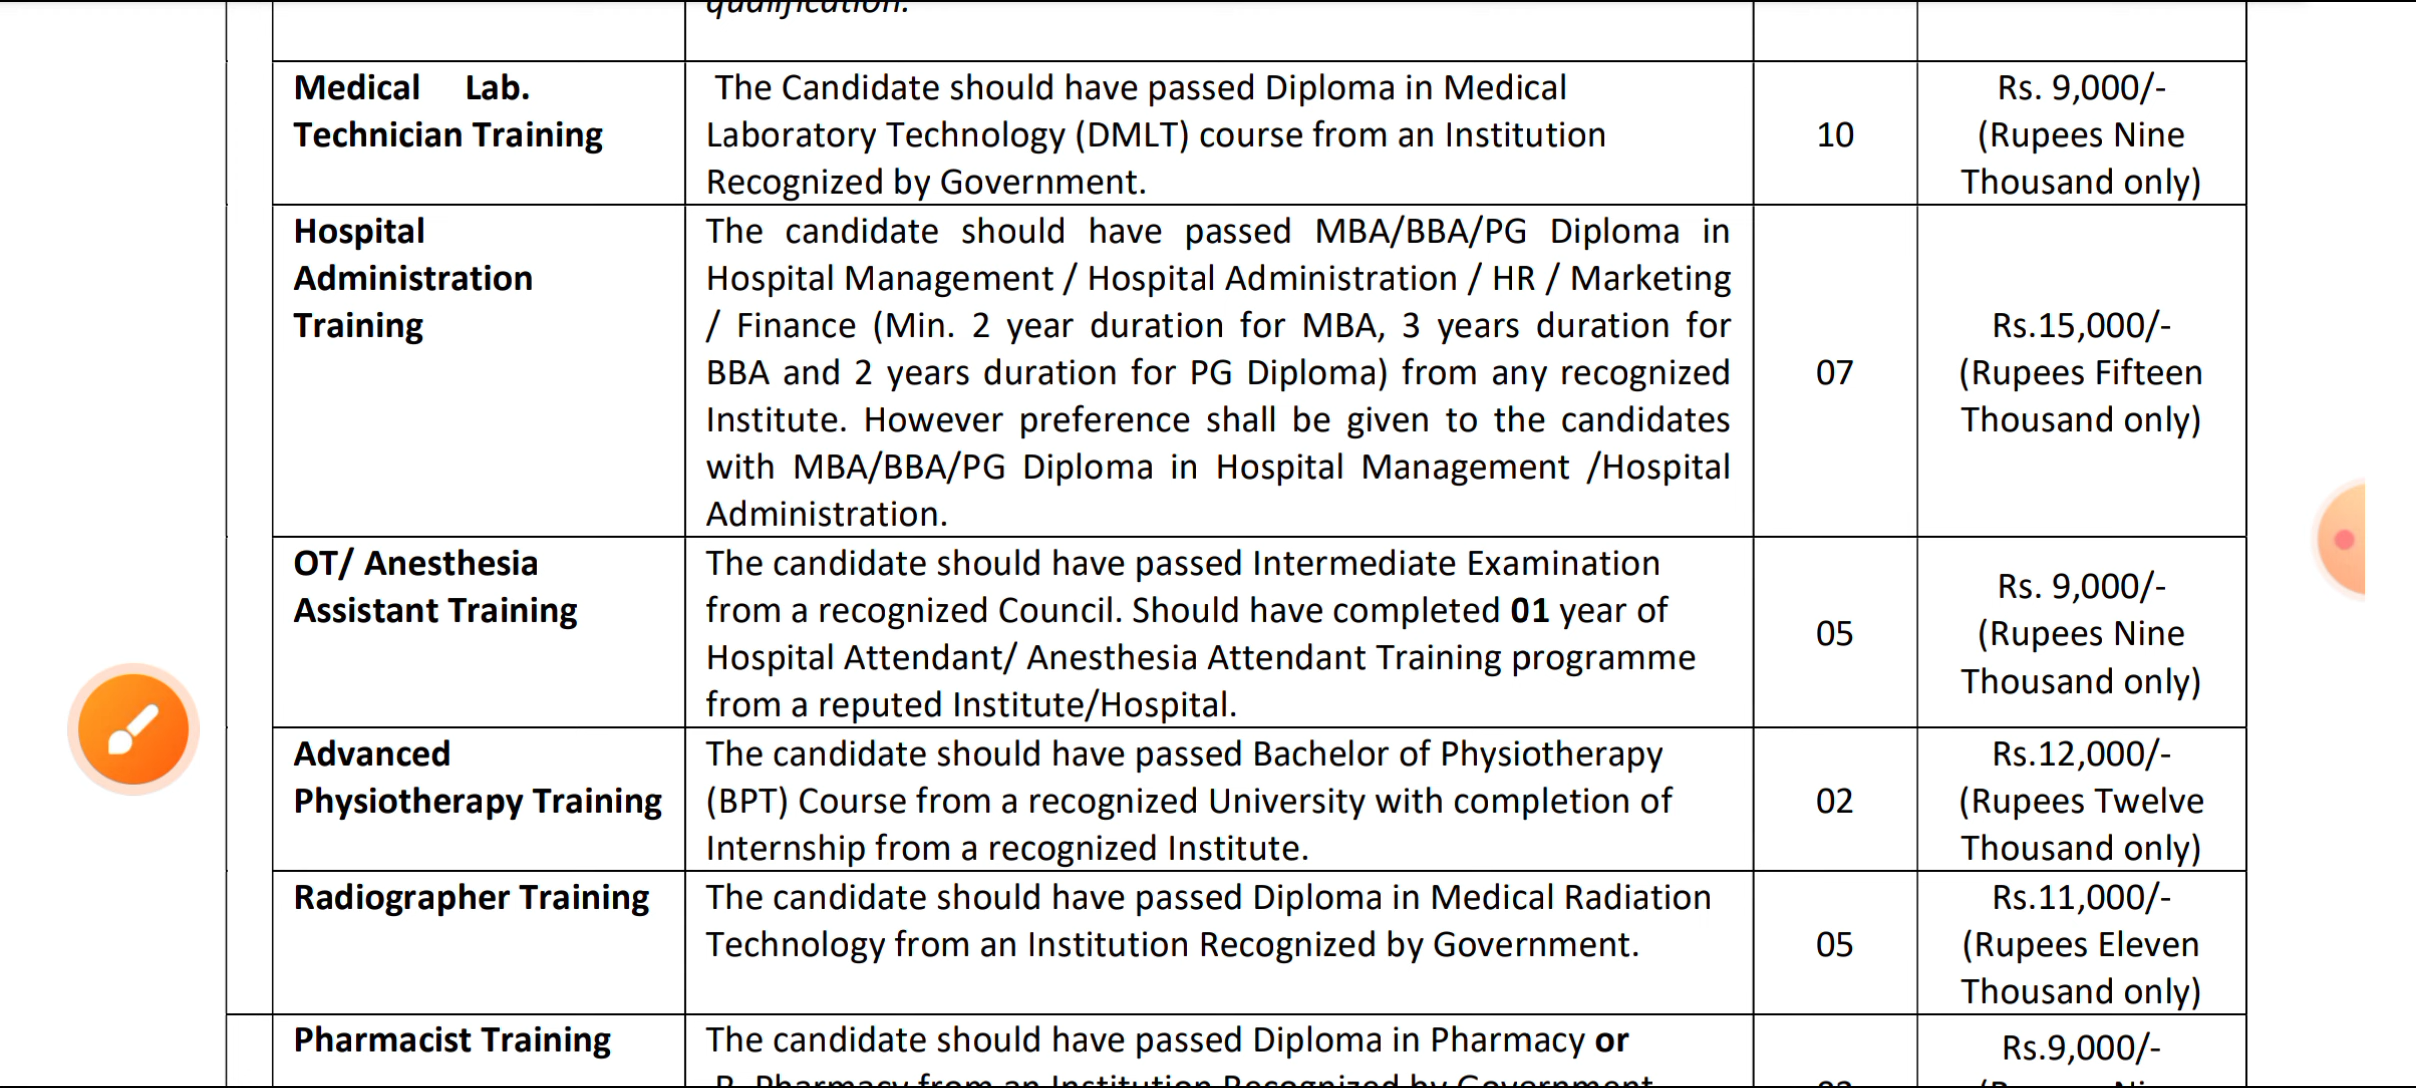 qualification.
Medical Lab.
Technician Training
The Candidate should have passed Diploma in Medical
Laboratory Technology (DMLT) course from an Institution
Recognized by Government.
10
Rs. 9,000/-
(Rupees Nine
Thousand only)
Hospital
Administration
Training
The candidate should have passed MBA/BBA/PG Diploma in
Hospital Management / Hospital Administration / HR / Marketing
/ Finance (Min. 2 year duration for MBA, 3 years duration for
BBA and 2 years duration for PG Diploma) from any recognized
Institute. However preference shall be given to the candidates
with MBA/BBA/PG Diploma in Hospital Management /Hospital
Administration.
07
Rs.15,000/-
(Rupees Fifteen
Thousand only)
OT/ Anesthesia
Assistant Training
The candidate should have passed Intermediate Examination
from a recognized Council. Should have completed 01 year of
Hospital Attendant/ Anesthesia Attendant Training programme
from a reputed Institute/Hospital.
05
Rs. 9,000/-
(Rupees Nine
Thousand only)
Advanced
Physiotherapy Training
The candidate should have passed Bachelor of Physiotherapy
(BPT) Course from a recognized University with completion of
Internship from a recognized Institute.
02
Rs.12,000/-
(Rupees Twelve
Thousand only)
Radiographer Training
The candidate should have passed Diploma in Medical Radiation
Technology from an Institution Recognized by Government.
05
Rs.11,000/-
(Rupees Eleven
Thousand only)
Pharmacist Training
The candidate should have passed Diploma in Pharmacy or
B. Pharmacy from an Institution Recognized by Government
Rs.9,000/-